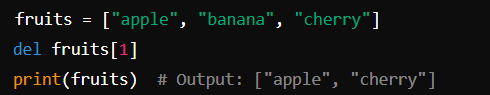 fruits = ["apple", "banana", "cherry"]
del fruits[1]
print(fruits)  # Output: ["apple", "cherry"]